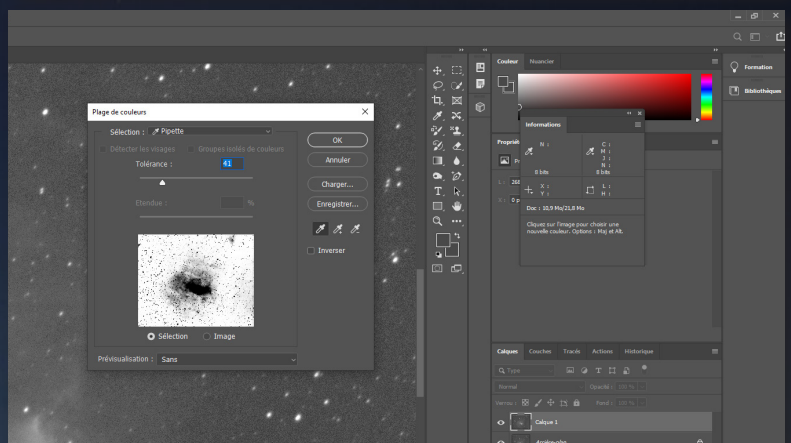 Plage de couleurs
Sélection : Pipette
Détecter les visages
Groupes isolés de couleurs
Tolérance : 41
Etendue : %
OK
Annuler
Charger...
Enregistrer...
Inverser
Sélection
Image
Prévisualisation : Sans
Couleur
Nuancier
Informations
N :
8 bits
C :
M :
J :
N :
8 bits
X :
Y :
L :
H :
Doc : 10,9 Mo/21,8 Mo
Cliquez sur l'image pour choisir une
nouvelle couleur. Options : Maj et Alt.
Formation
Bibliothèques
Calques
Couches
Tracés
Actions
Historique
Type
Normal
Opacité : 100 %
Verrou :
Fond : 100 %
Calque 1